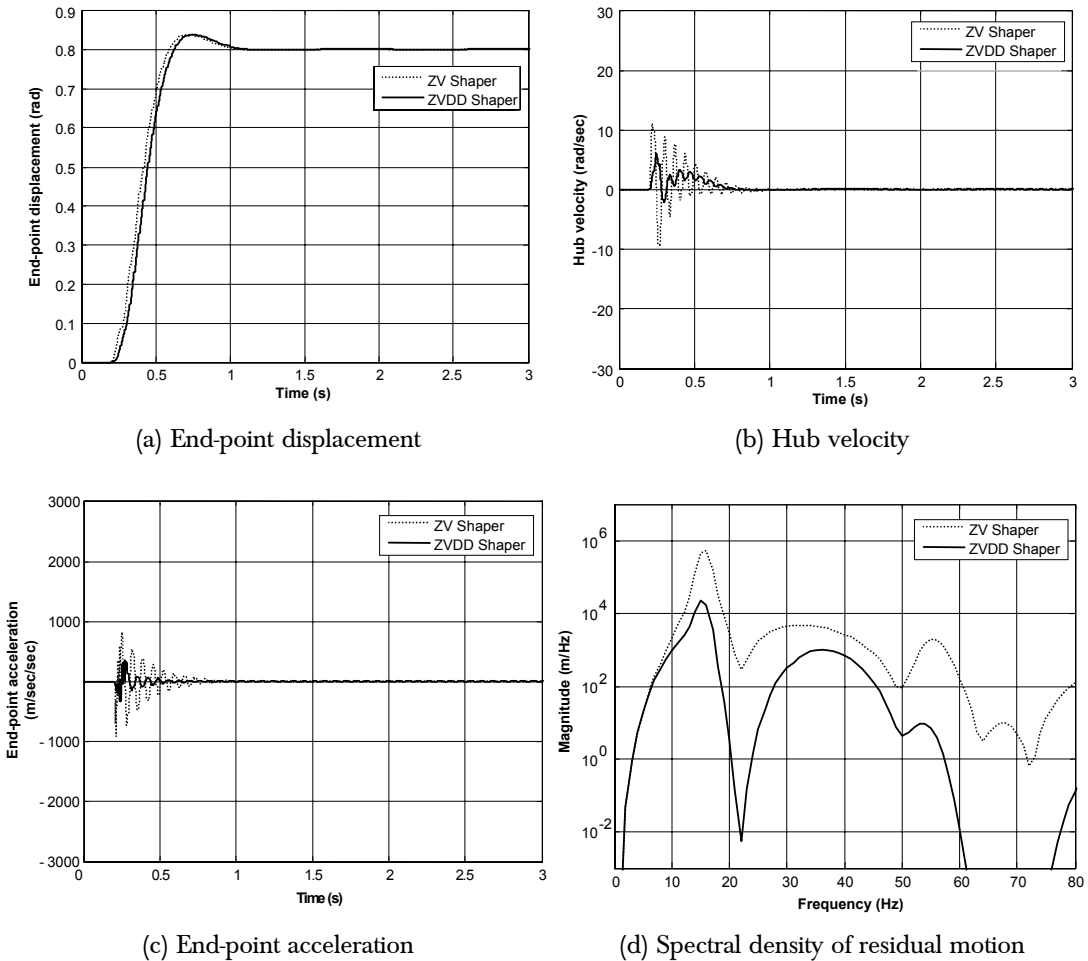 0.9
0.8
0.7
0.6
0.5
0.4
0.3
0.2
0.1
0
End-point displacement (rad)
ZV Shaper
ZVDD Shaper
0 0.5 1 1.5 2 2.5 3
Time (s)
(a) End-point displacement
30
20
10
0
-10
-20
-30
Hub velocity (rad/sec)
ZV Shaper
ZVDD Shaper
0 0.5 1 1.5 2 2.5 3
Time (s)
(b) Hub velocity
3000
2000
1000
0
- 1000
- 2000
- 3000
End-point acceleration
(m/sec/sec)
ZV Shaper
ZVDD Shaper
0 0.5 1 1.5 2 2.5 3
Time (s)
(c) End-point acceleration
10^6
10^4
10^2
10^0
10^-2
Magnitude (m/Hz)
ZV Shaper
ZVDD Shaper
0 10 20 30 40 50 60 70 80
Frequency (Hz)
(d) Spectral density of residual motion